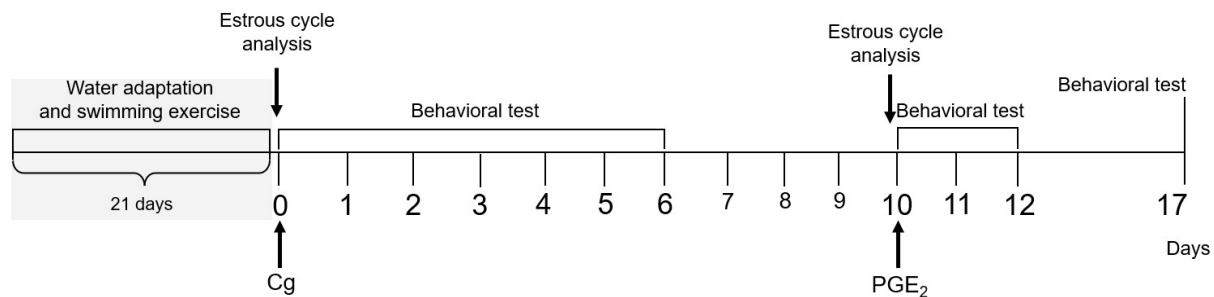 Estrous cycle
analysis
Estrous cycle
analysis
Water adaptation
and swimming exercise
Behavioral test
Behavioral test
Behavioral test
21 days
0 1 2 3 4 5 6 7 8 9 10 11 12 17
Days
Cg
PGE₂